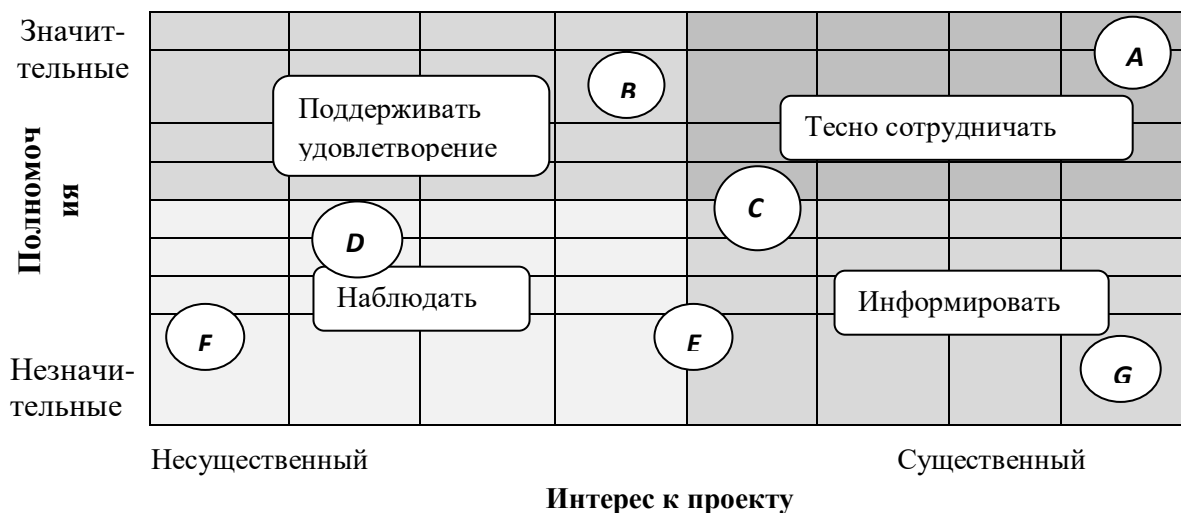 Значит-
тельные
A
B
Поддерживать
удовлетворение
Тесно сотрудничать
Полномоч
ия
C
D
Наблюдать
Информировать
F
E
G
Незначи-
тельные
Несущественный
Существенный
Интерес к проекту